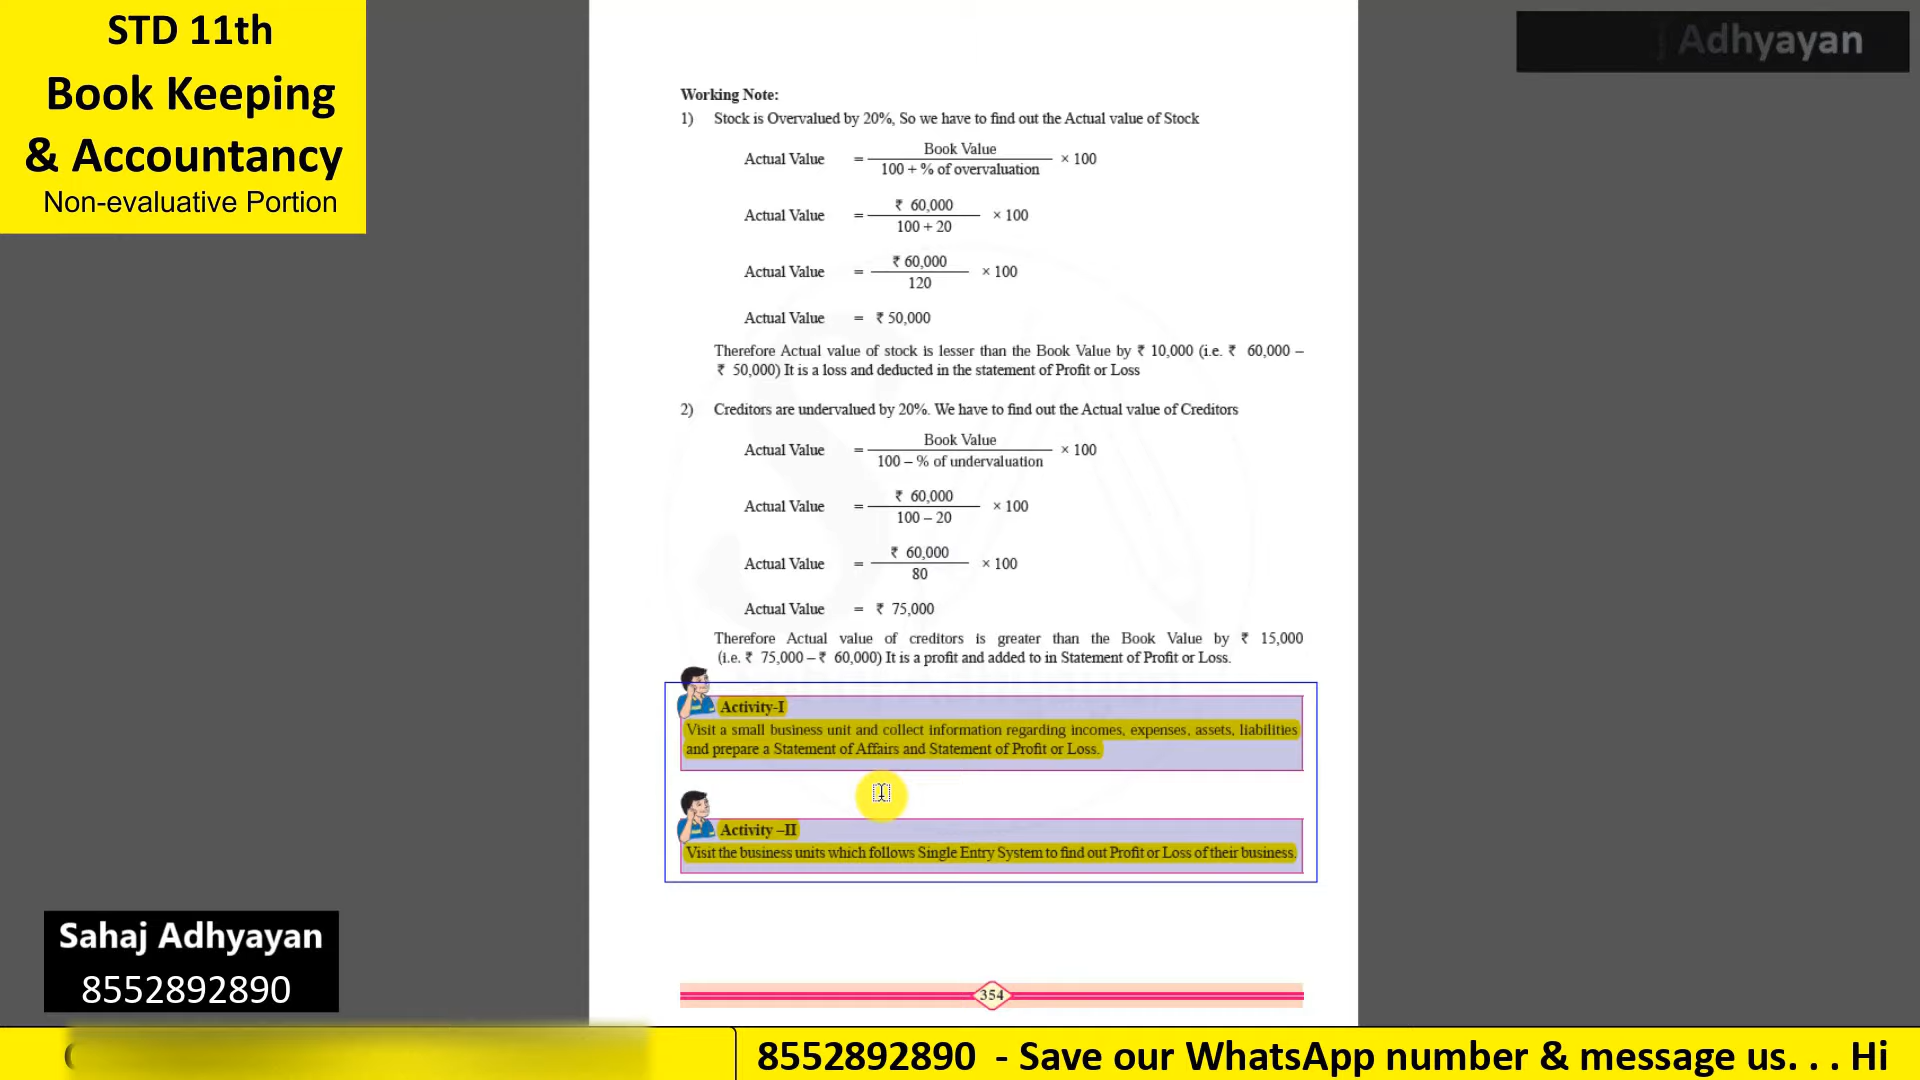 STD 11th
Book Keeping
& Accountancy
Non-evaluative Portion
Adhyayan
Working Note:
1) Stock is Overvalued by 20%, So we have to find out the Actual value of Stock
Actual Value = Book Value / 100 + % of overvaluation × 100
Actual Value = ₹ 60,000 / 100 + 20 × 100
Actual Value = ₹ 60,000 / 120 × 100
Actual Value = ₹ 50,000
Therefore Actual value of stock is lesser than the Book Value by ₹ 10,000 (i.e. ₹ 60,000 –
₹ 50,000) It is a loss and deducted in the statement of Profit or Loss
2) Creditors are undervalued by 20%. We have to find out the Actual value of Creditors
Actual Value = Book Value / 100 – % of undervaluation × 100
Actual Value = ₹ 60,000 / 100 – 20 × 100
Actual Value = ₹ 60,000 / 80 × 100
Actual Value = ₹ 75,000
Therefore Actual value of creditors is greater than the Book Value by ₹ 15,000
(i.e. ₹ 75,000 – ₹ 60,000) It is a profit and added to in Statement of Profit or Loss.
Activity-I
Visit a small business unit and collect information regarding incomes, expenses, assets, liabilities
and prepare a Statement of Affairs and Statement of Profit or Loss.
Activity –II
Visit the business units which follows Single Entry System to find out Profit or Loss of their business.
354
Sahaj Adhyayan
8552892890
8552892890 - Save our WhatsApp number & message us. . . Hi